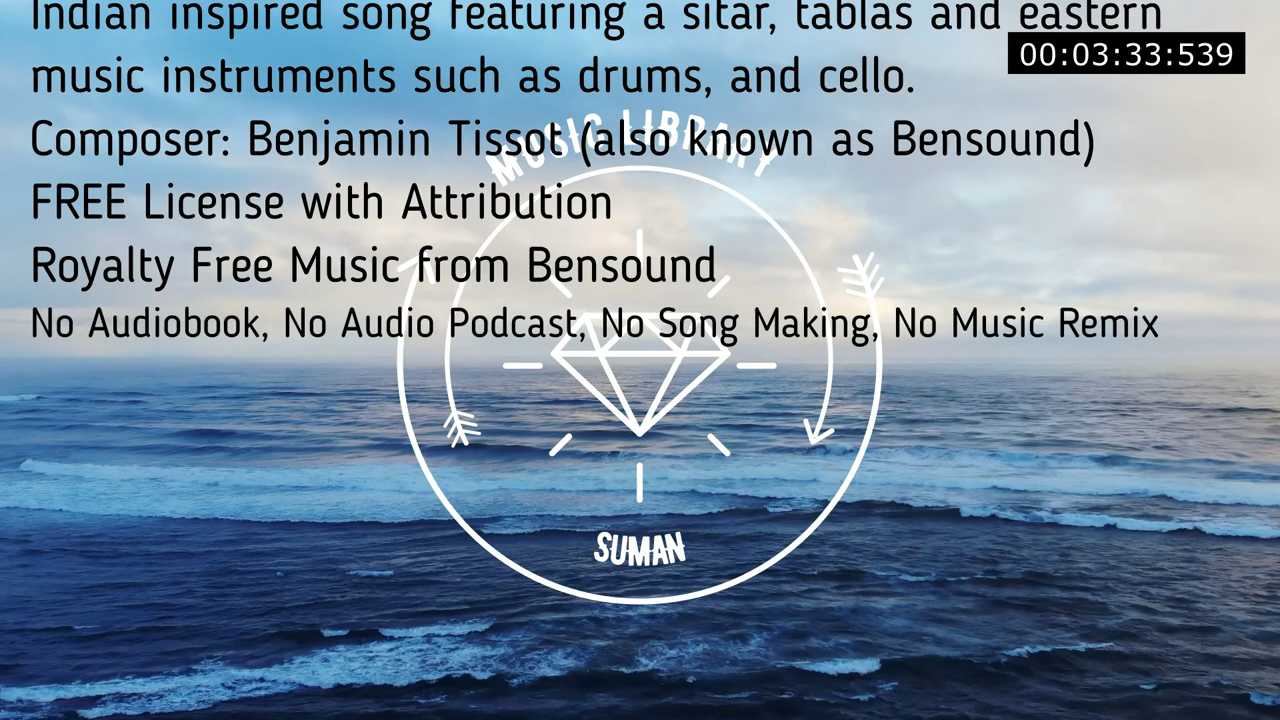 Indian inspired song featuring a sitar, tablas and eastern
00:03:33:539
music instruments such as drums, and cello.
MUSIC LIBRARY
Composer: Benjamin Tissot (also known as Bensound)
FREE License with Attribution
Royalty Free Music from Bensound
No Audiobook, No Audio Podcast, No Song Making, No Music Remix
SUMAN